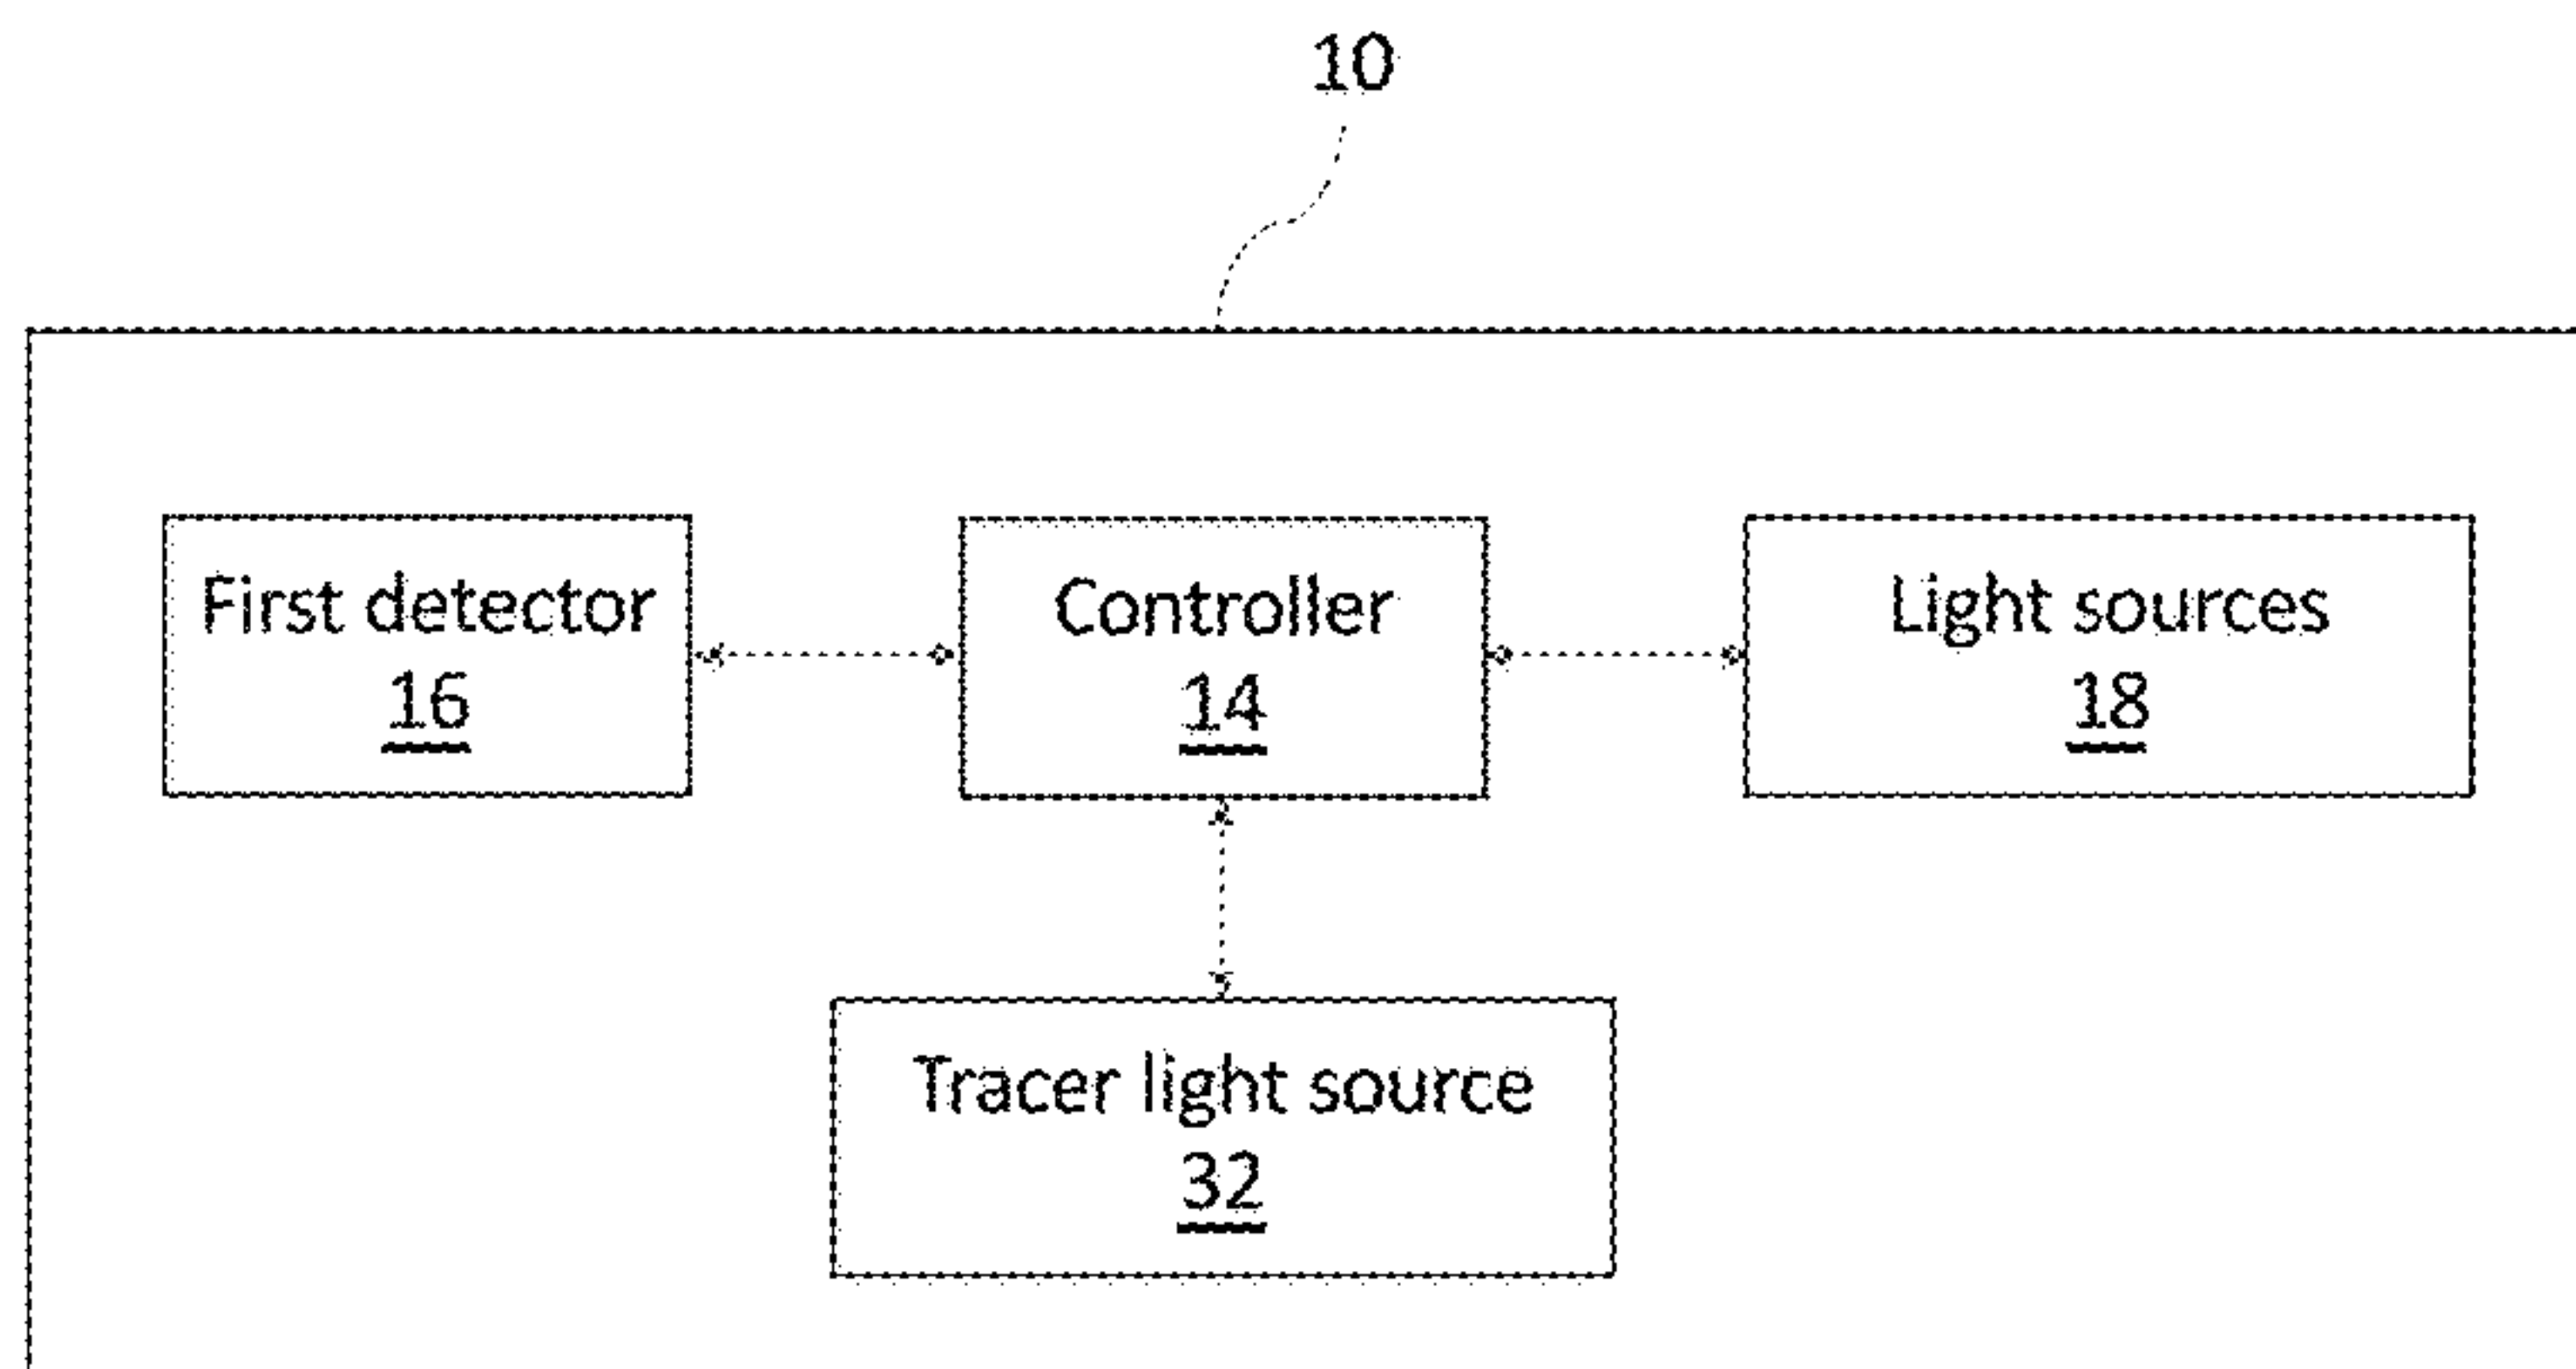 10
First detector
16
Controller
14
Light sources
18
Tracer light source
32